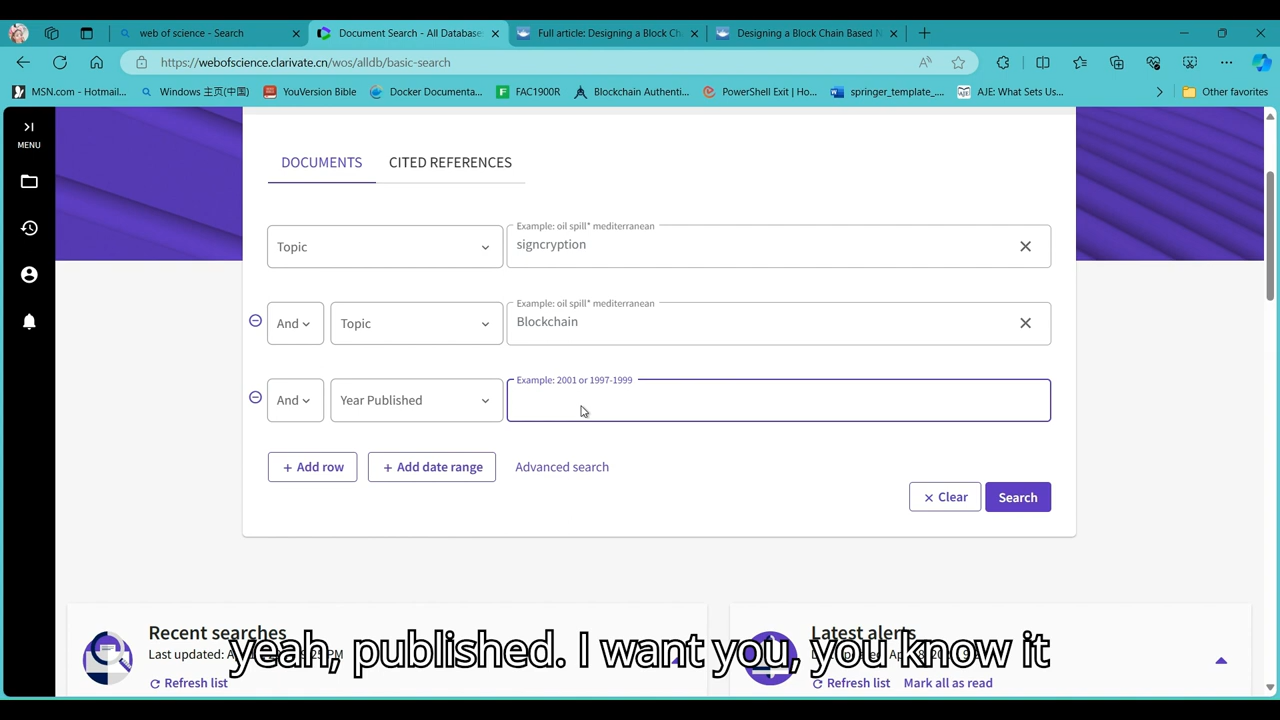 web of science - Search
Document Search - All Database
Full article: Designing a Block Ch
Designing a Block Chain Based N
https://webofscience.clarivate.cn/wos/alldb/basic-search
MSN.com - Hotmail...
Windows 主页(中国)
YouVersion Bible
Docker Documenta...
FAC1900R
Blockchain Authenti...
PowerShell Exit | Ho...
springer_template_...
AJE: What Sets Us...
Other favorites
MENU
DOCUMENTS
CITED REFERENCES
Topic
Example: oil spill* mediterranean
signcryption
And
Topic
Example: oil spill* mediterranean
Blockchain
And
Year Published
Example: 2001 or 1997-1999
+ Add row
+ Add date range
Advanced search
× Clear
Search
Recent searches
Latest alerts
Last updated:
Refresh list
Refresh list
Mark all as read
yeah, published. I want you, you know it